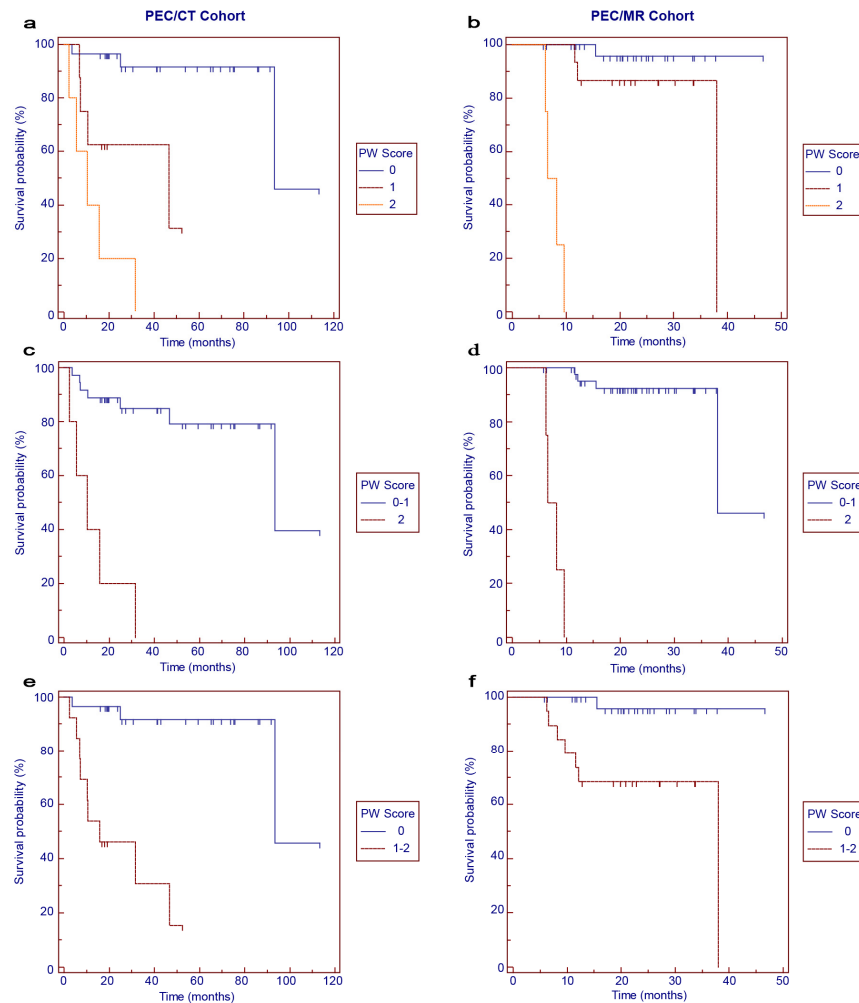 PEC/CT Cohort
PEC/MR Cohort
a
b
Survival probability (%)
100
80
60
40
20
0
0 20 40 60 80 100 120
Time (months)
PW Score
0
1
2
Survival probability (%)
100
80
60
40
20
0
0 10 20 30 40 50
Time (months)
PW Score
0
1
2
c
d
Survival probability (%)
100
80
60
40
20
0
0 20 40 60 80 100 120
Time (months)
PW Score
0-1
2
Survival probability (%)
100
80
60
40
20
0
0 10 20 30 40 50
Time (months)
PW Score
0-1
2
e
f
Survival probability (%)
100
80
60
40
20
0
0 20 40 60 80 100 120
Time (months)
PW Score
0
1-2
Survival probability (%)
100
80
60
40
20
0
0 10 20 30 40 50
Time (months)
PW Score
0
1-2